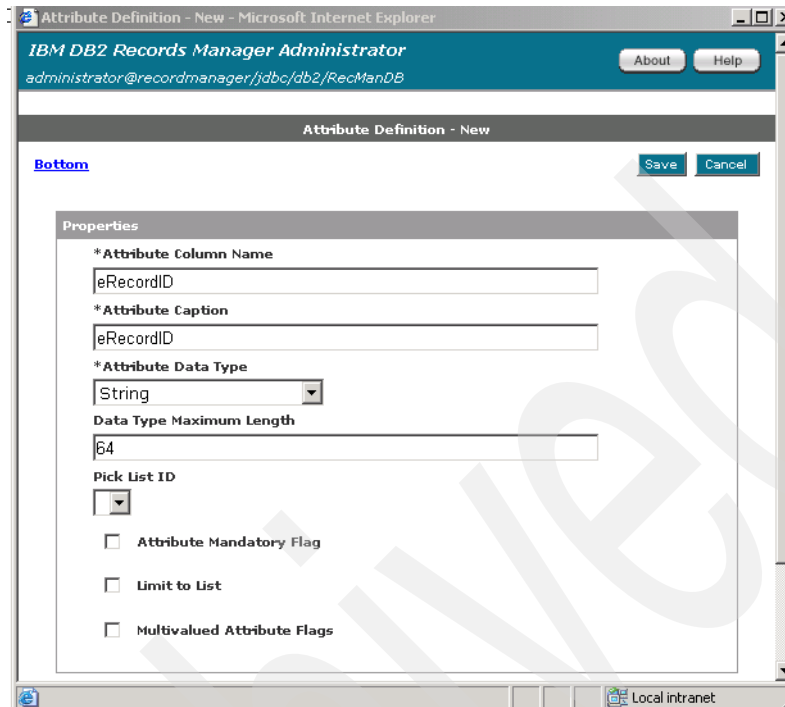 Attribute Definition - New - Microsoft Internet Explorer
IBM DB2 Records Manager Administrator
administrator@recordmanager/jdbc/db2/RecManDB
About
Help
Attribute Definition - New
Bottom
Save
Cancel
Properties
*Attribute Column Name
eRecordID
*Attribute Caption
eRecordID
*Attribute Data Type
String
Data Type Maximum Length
64
Pick List ID
Attribute Mandatory Flag
Limit to List
Multivalued Attribute Flags
Local intranet